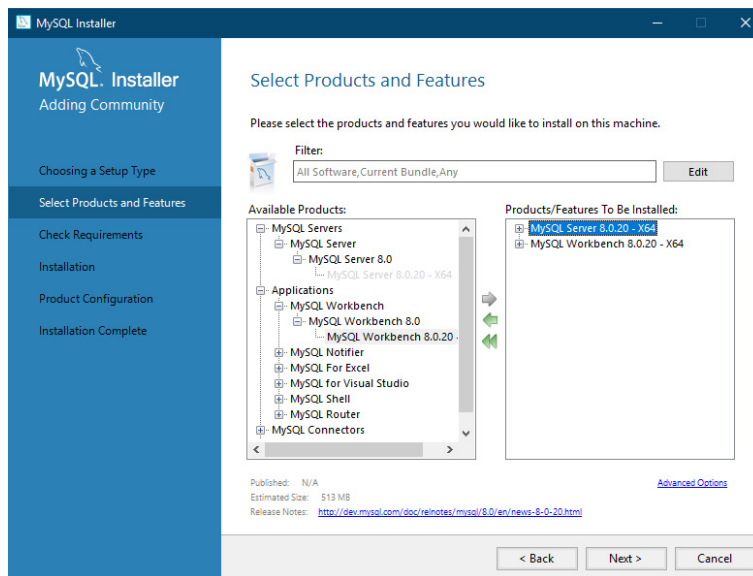 MySQL Installer
MySQL. Installer
Adding Community
Choosing a Setup Type
Select Products and Features
Check Requirements
Installation
Product Configuration
Installation Complete
Select Products and Features
Please select the products and features you would like to install on this machine.
Filter:
All Software,Current Bundle,Any
Edit
Available Products:
MySQL Servers
MySQL Server
MySQL Server 8.0
MySQL Server 8.0.20 - X64
Applications
MySQL Workbench
MySQL Workbench 8.0
MySQL Workbench 8.0.20 -
MySQL Notifier
MySQL For Excel
MySQL for Visual Studio
MySQL Shell
MySQL Router
MySQL Connectors
Products/Features To Be Installed:
MySQL Server 8.0.20 - X64
MySQL Workbench 8.0.20 - X64
Published: N/A
Estimated Size: 513 MB
Release Notes: http://dev.mysql.com/doc/relnotes/mysql/8.0/en/news-8-0-20.html
Advanced Options
< Back
Next >
Cancel